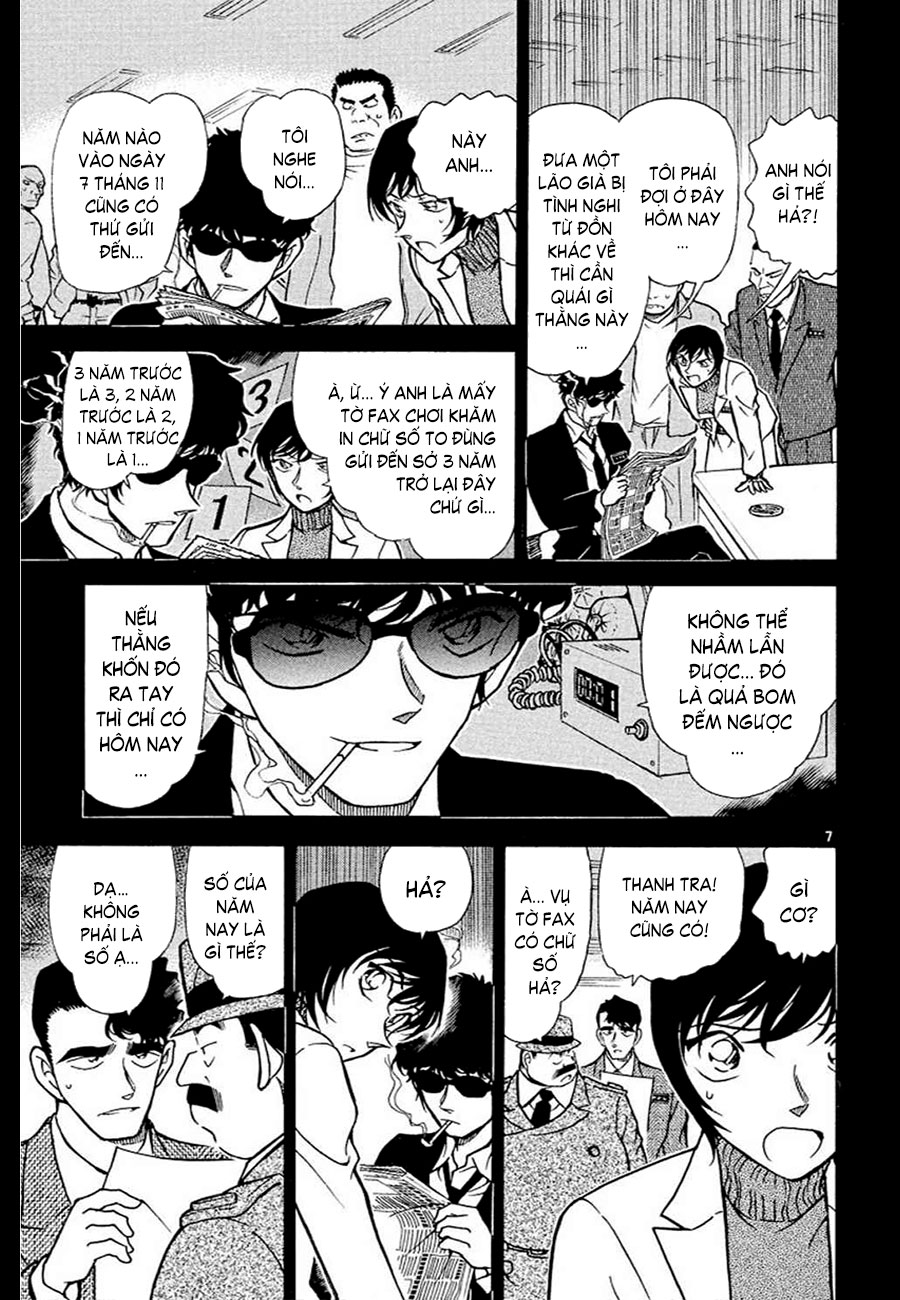 ANH NÓI
GÌ THẾ
HẢ?!
TÔI PHẢI
ĐỢI Ở ĐÂY
HÔM NAY
...
ĐƯA MỘT
LÃO GIÀ BỊ
TÌNH NGHI
TỪ ĐỒN
KHÁC VỀ
THÌ CẦN
QUÁI GÌ
THẰNG NÀY
...
NÀY
ANH...
TÔI
NGHE
NÓI...
NĂM NÀO
VÀO NGÀY
7 THÁNG 11
CŨNG CÓ
THƯ GỬI
ĐẾN...
À, Ừ... Ý ANH LÀ MẤY
TỜ FAX CHƠI KHĂM
IN CHỮ SỐ TO ĐÙNG
GỬI ĐẾN SỞ 3 NĂM
TRỞ LẠI ĐÂY
CHỨ GÌ...
3
2
1
3 NĂM TRƯỚC
LÀ 3, 2 NĂM
TRƯỚC LÀ 2,
1 NĂM TRƯỚC
LÀ 1...
KHÔNG THỂ
NHẦM LẪN
ĐƯỢC... ĐÓ
LÀ QUẢ BOM
ĐẾM NGƯỢC
...
NẾU
THẰNG
KHỐN ĐÓ
RA TAY
THÌ CHỈ CÓ
HÔM NAY
...
7
GÌ
CƠ?
THANH TRA!
NĂM NAY
CŨNG CÓ!
À... VỤ
TỜ FAX
CÓ CHỮ
SỐ
HẢ?
HẢ?
SỐ CỦA
NĂM
NAY LÀ
GÌ THẾ?
DẠ...
KHÔNG
PHẢI LÀ
SỐ Ạ...